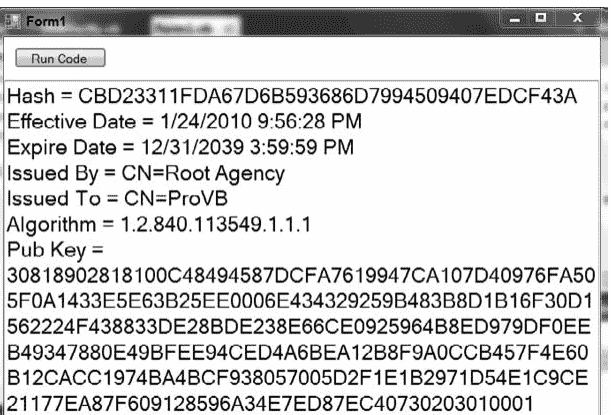 Form1
Run Code
Hash = CBD23311FDA67D6B593686D7994509407EDCF43A
Effective Date = 1/24/2010 9:56:28 PM
Expire Date = 12/31/2039 3:59:59 PM
Issued By = CN=Root Agency
Issued To = CN=ProVB
Algorithm = 1.2.840.113549.1.1.1
Pub Key =
30818902818100C48494587DCFA7619947CA107D40976FA50
5F0A1433E5E63B25EE0006E434329259B483B8D1B16F30D1
562224F438833DE28BDE238E66CE0925964B8ED979DF0EE
B49347880E49BFEE94CED4A6BEA12B8F9A0CCB457F4E60
B12CACC1974BA4BCF938057005D2F1E1B2971D54E1C9CE
21177EA87F609128596A34E7ED87EC40730203010001